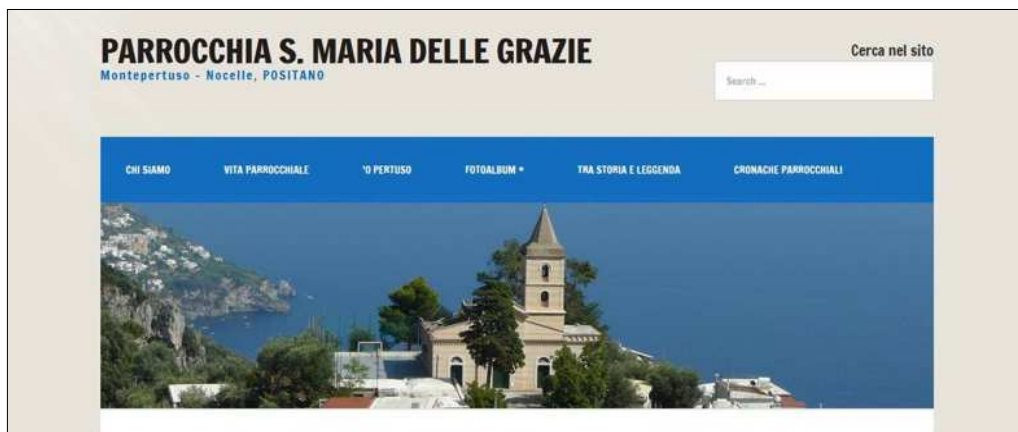 PARROCCHIA S. MARIA DELLE GRAZIE
Montepertuso - Nocelle, POSITANO
Cerca nel sito
Search ...
CHI SIAMO VITA PARROCCHIALE 'O PERTUSO FOTOALBUM TRA STORIA E LEGGENDA CRONACHE PARROCCHIALI